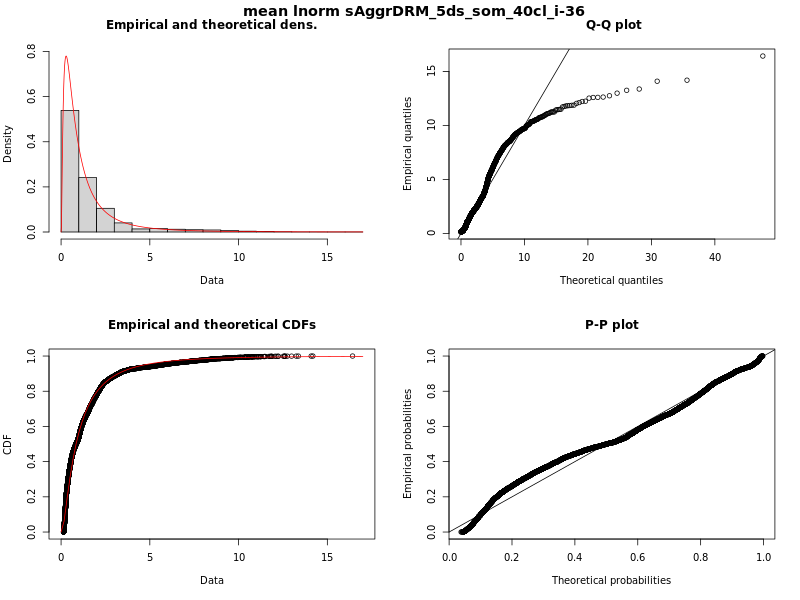 mean lnorm sAggrDRM_5ds_som_40cl_i-36
Empirical and theoretical dens.
Density
0.0 0.2 0.4 0.6 0.8
0 5 10 15
Data
Q-Q plot
Empirical quantiles
0 5 10 15
0 10 20 30 40
Theoretical quantiles
Empirical and theoretical CDFs
CDF
0.0 0.2 0.4 0.6 0.8 1.0
0 5 10 15
Data
P-P plot
Empirical probabilities
0.0 0.2 0.4 0.6 0.8 1.0
0.0 0.2 0.4 0.6 0.8 1.0
Theoretical probabilities